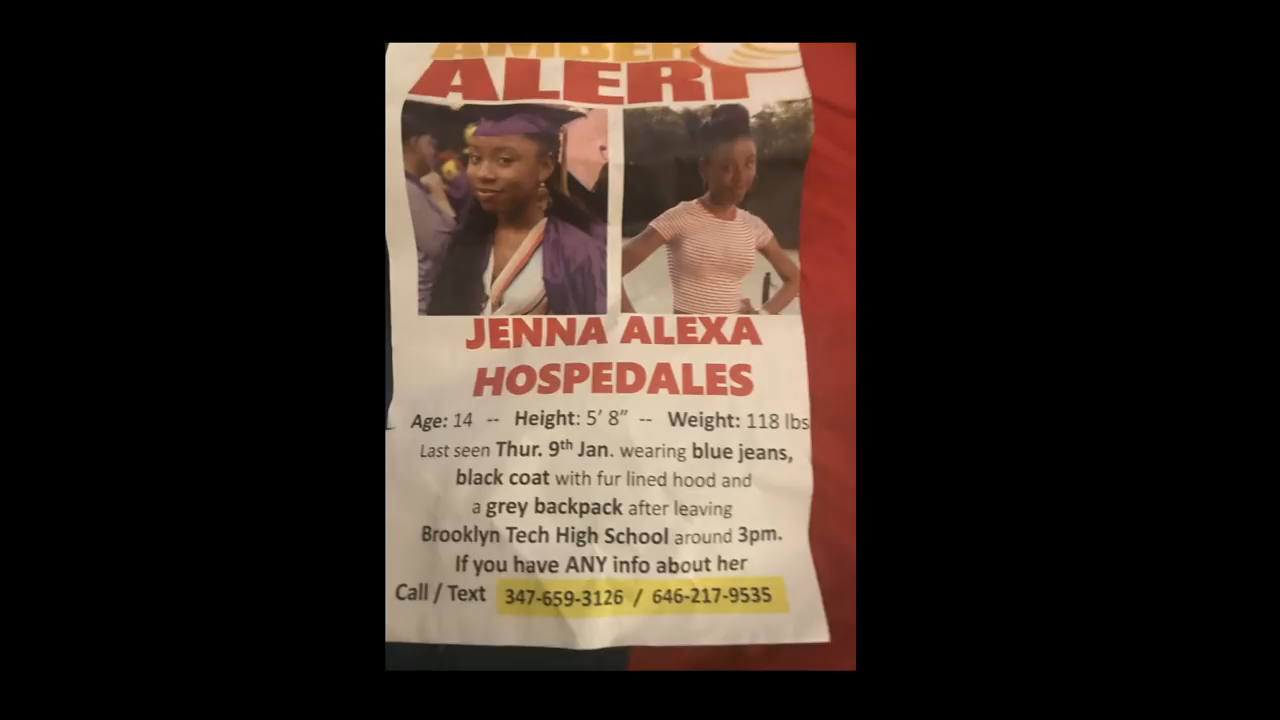 AMBER
ALERT
JENNA ALEXA
HOSPEDALES
Age: 14 -- Height: 5' 8" -- Weight: 118 lbs
Last seen Thur. 9th Jan. wearing blue jeans,
black coat with fur lined hood and
a grey backpack after leaving
Brooklyn Tech High School around 3pm.
If you have ANY info about her
Call / Text 347-659-3126 / 646-217-9535